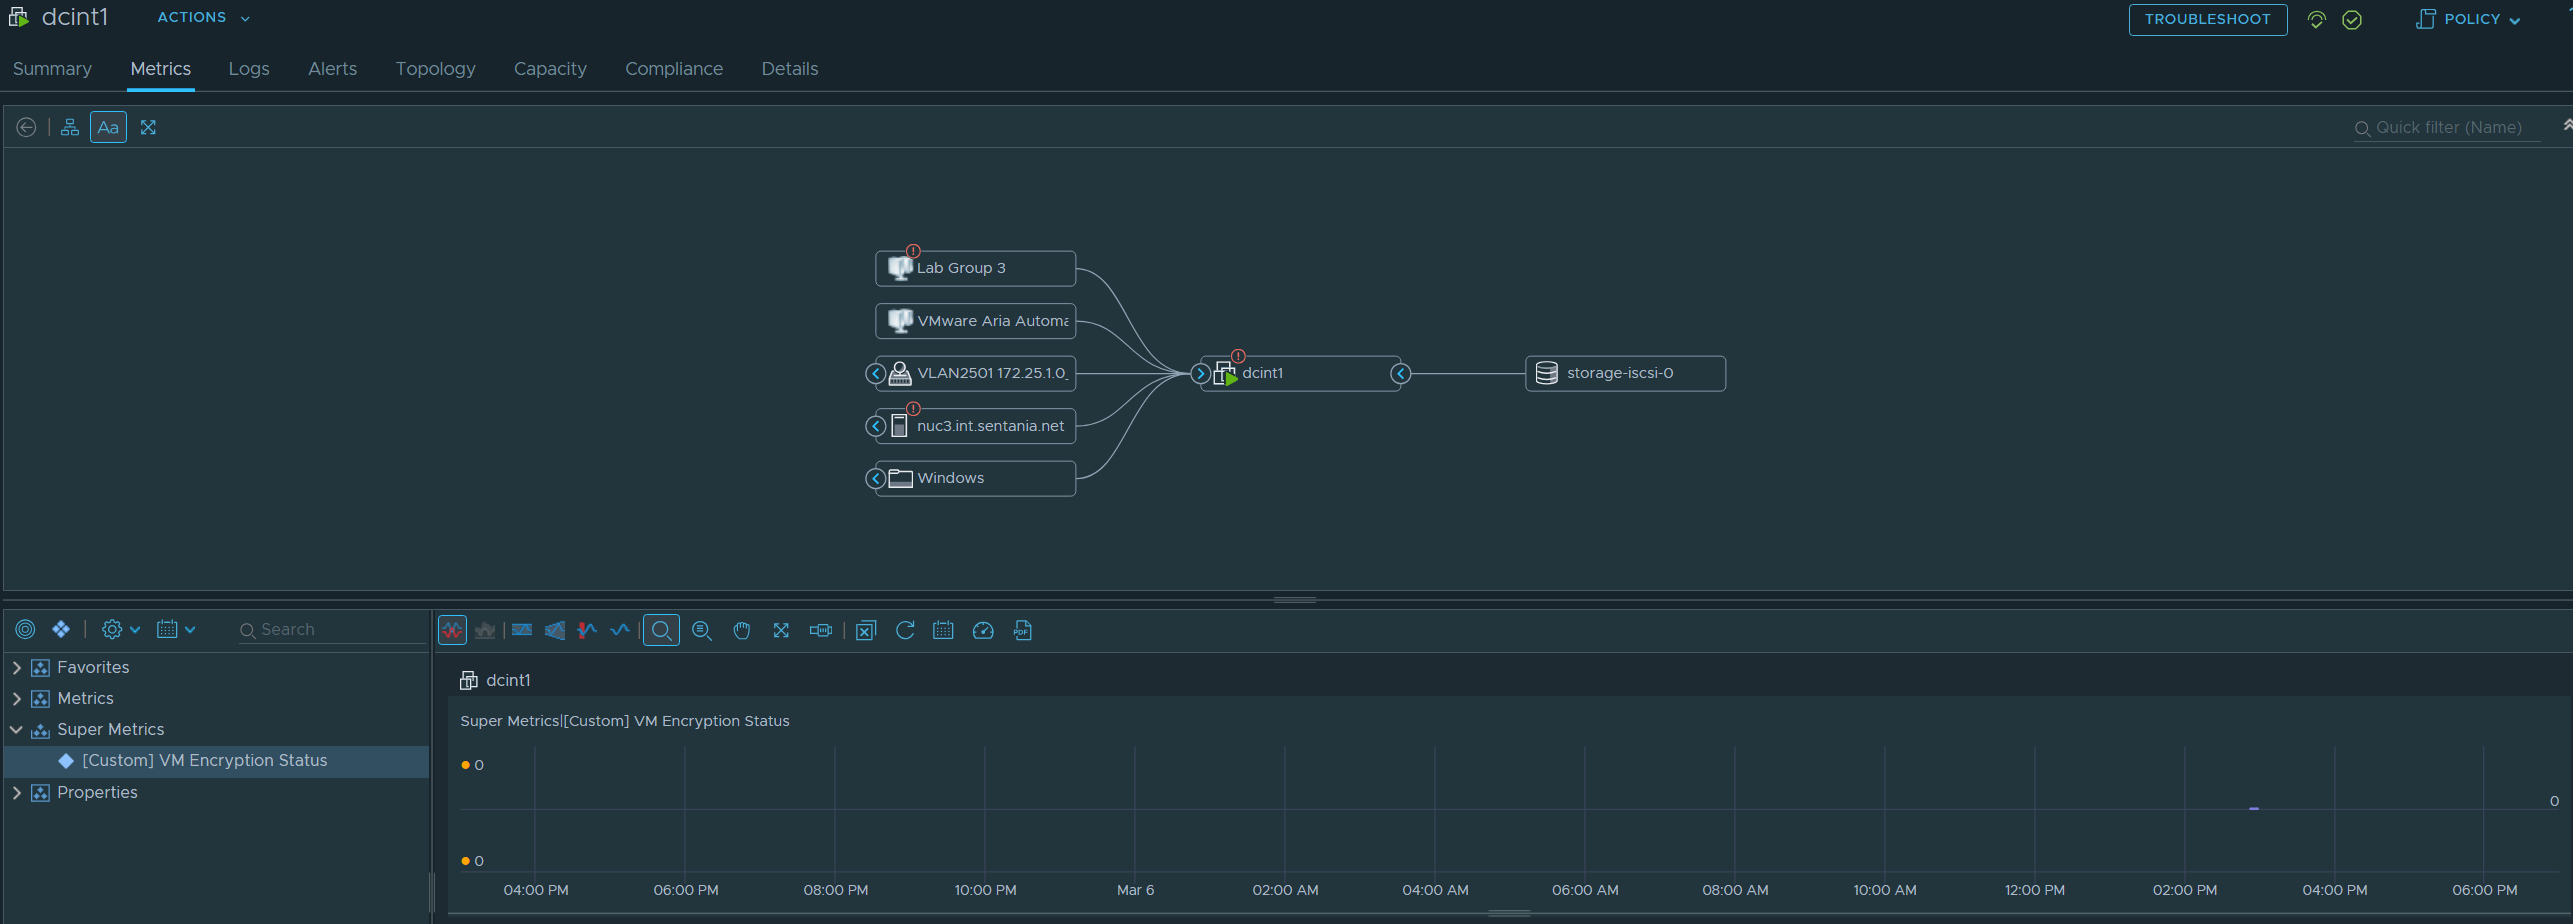 dcint1
ACTIONS
TROUBLESHOOT
POLICY
Summary
Metrics
Logs
Alerts
Topology
Capacity
Compliance
Details
Aa
Quick filter (Name)
Lab Group 3
VMware Aria Automa
VLAN2501 172.25.1.0_
nuc3.int.sentania.net
Windows
dcint1
storage-iscsi-0
Search
PDF
Favorites
Metrics
Super Metrics
[Custom] VM Encryption Status
Properties
dcint1
Super Metrics|[Custom] VM Encryption Status
0
0
0
04:00 PM
06:00 PM
08:00 PM
10:00 PM
Mar 6
02:00 AM
04:00 AM
06:00 AM
08:00 AM
10:00 AM
12:00 PM
02:00 PM
04:00 PM
06:00 PM